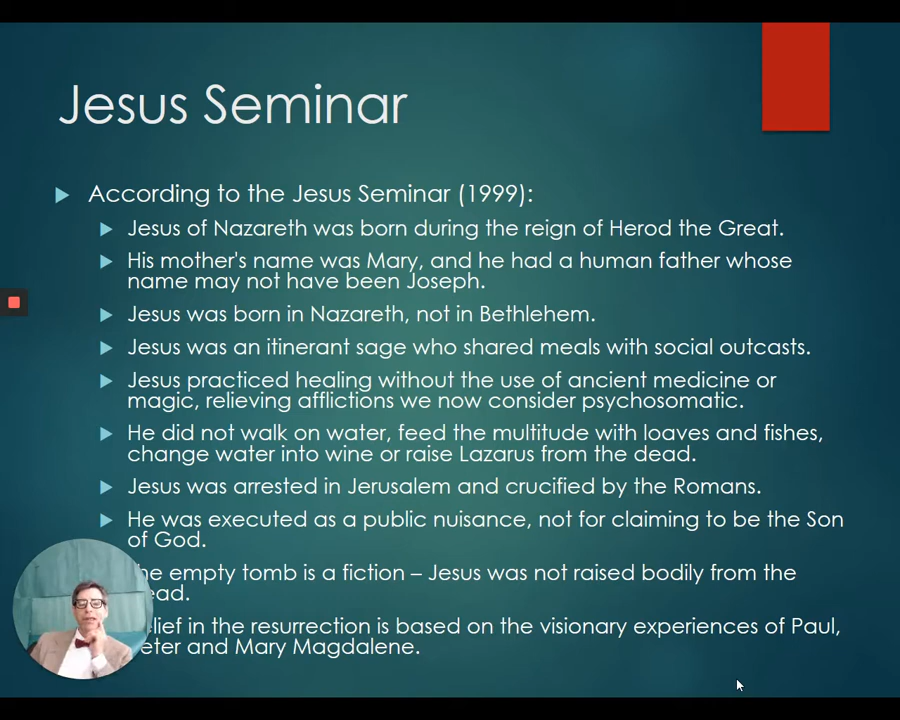 Jesus Seminar
According to the Jesus Seminar (1999):
Jesus of Nazareth was born during the reign of Herod the Great.
His mother's name was Mary, and he had a human father whose
name may not have been Joseph.
Jesus was born in Nazareth, not in Bethlehem.
Jesus was an itinerant sage who shared meals with social outcasts.
Jesus practiced healing without the use of ancient medicine or
magic, relieving afflictions we now consider psychosomatic.
He did not walk on water, feed the multitude with loaves and fishes,
change water into wine or raise Lazarus from the dead.
Jesus was arrested in Jerusalem and crucified by the Romans.
He was executed as a public nuisance, not for claiming to be the Son
of God.
empty tomb is a fiction – Jesus was not raised bodily from the
in the resurrection is based on the visionary experiences of Paul,
and Mary Magdalene.